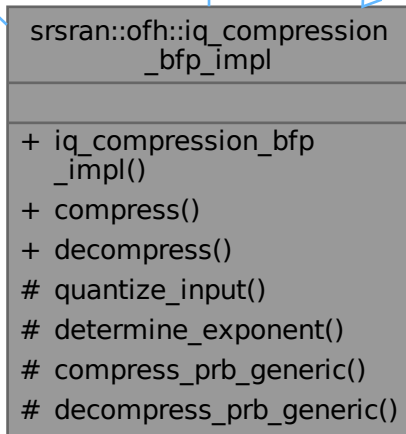 srsran::ofh::iq_compression
_bfp_impl
+ iq_compression_bfp
_impl()
+ compress()
+ decompress()
# quantize_input()
# determine_exponent()
# compress_prb_generic()
# decompress_prb_generic()